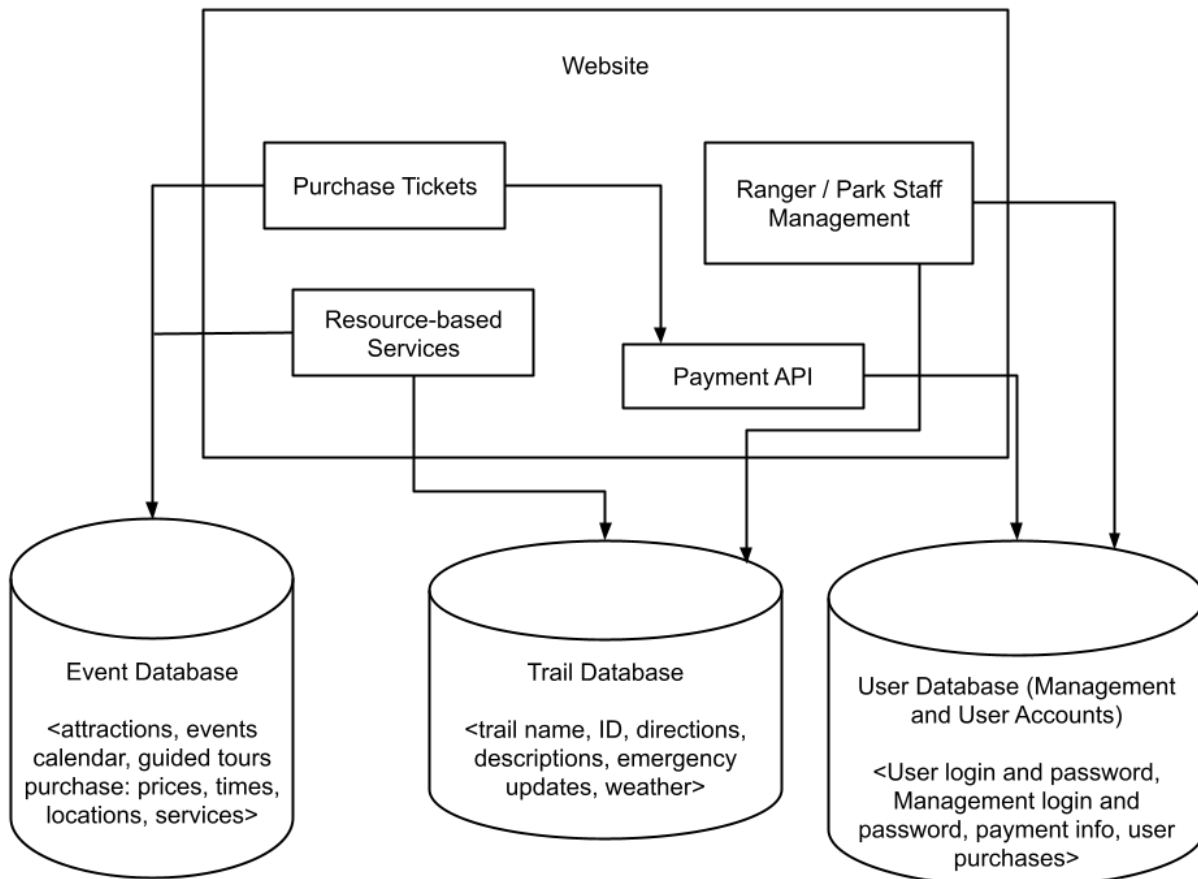 Website
Purchase Tickets
Ranger / Park Staff
Management
Resource-based
Services
Payment API
Event Database
<attractions, events
calendar, guided tours
purchase: prices, times,
locations, services>
Trail Database
<trail name, ID, directions,
descriptions, emergency
updates, weather>
User Database (Management
and User Accounts)
<User login and password,
Management login and
password, payment info, user
purchases>